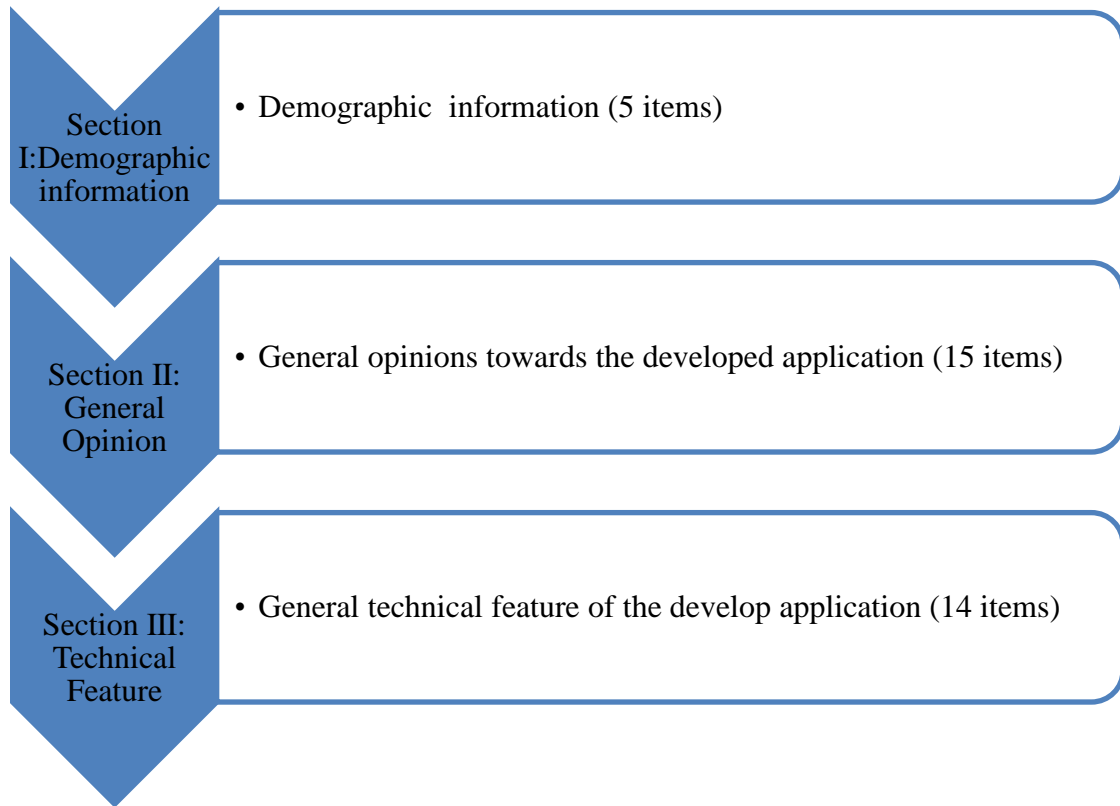 Section
I:Demographic
information
• Demographic  information (5 items)
Section II:
General
Opinion
• General opinions towards the developed application (15 items)
Section III:
Technical
Feature
• General technical feature of the develop application (14 items)